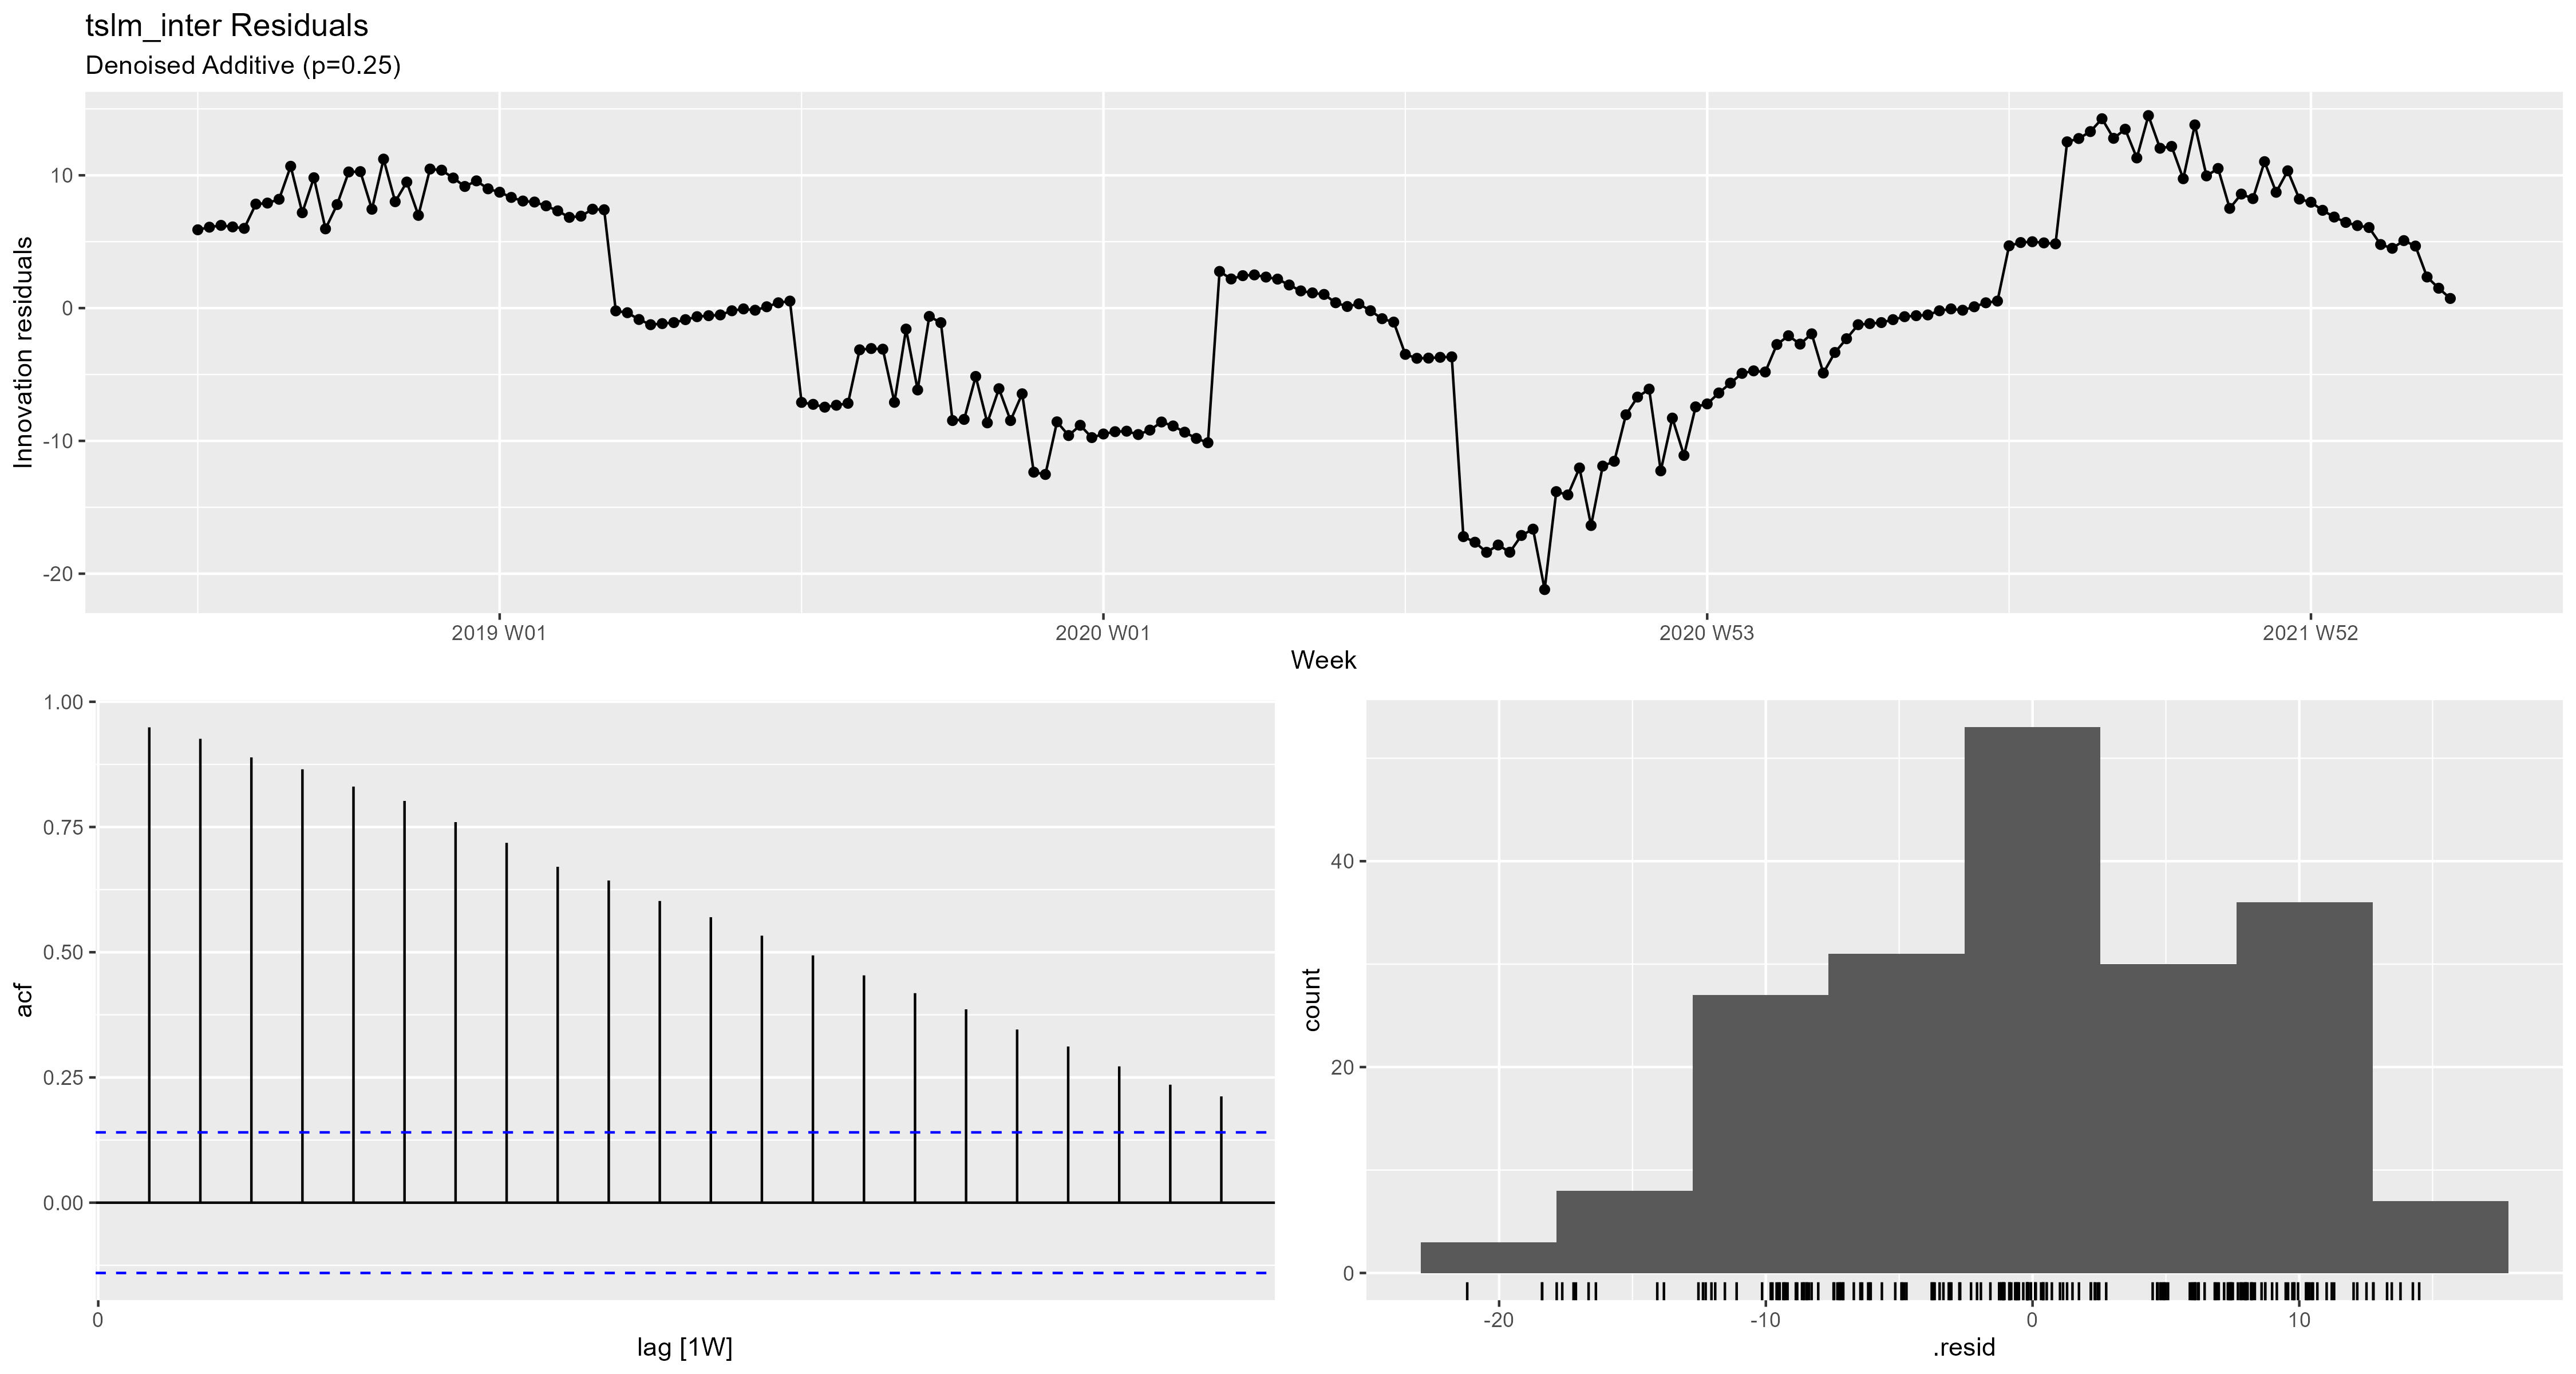 tslm_inter Residuals
Denoised Additive (p=0.25)
Innovation residuals
10
0
-10
-20
2019 W01
2020 W01
2020 W53
2021 W52
Week
acf
1.00
0.75
0.50
0.25
0.00
0
lag [1W]
count
40
20
0
-20
-10
0
10
.resid